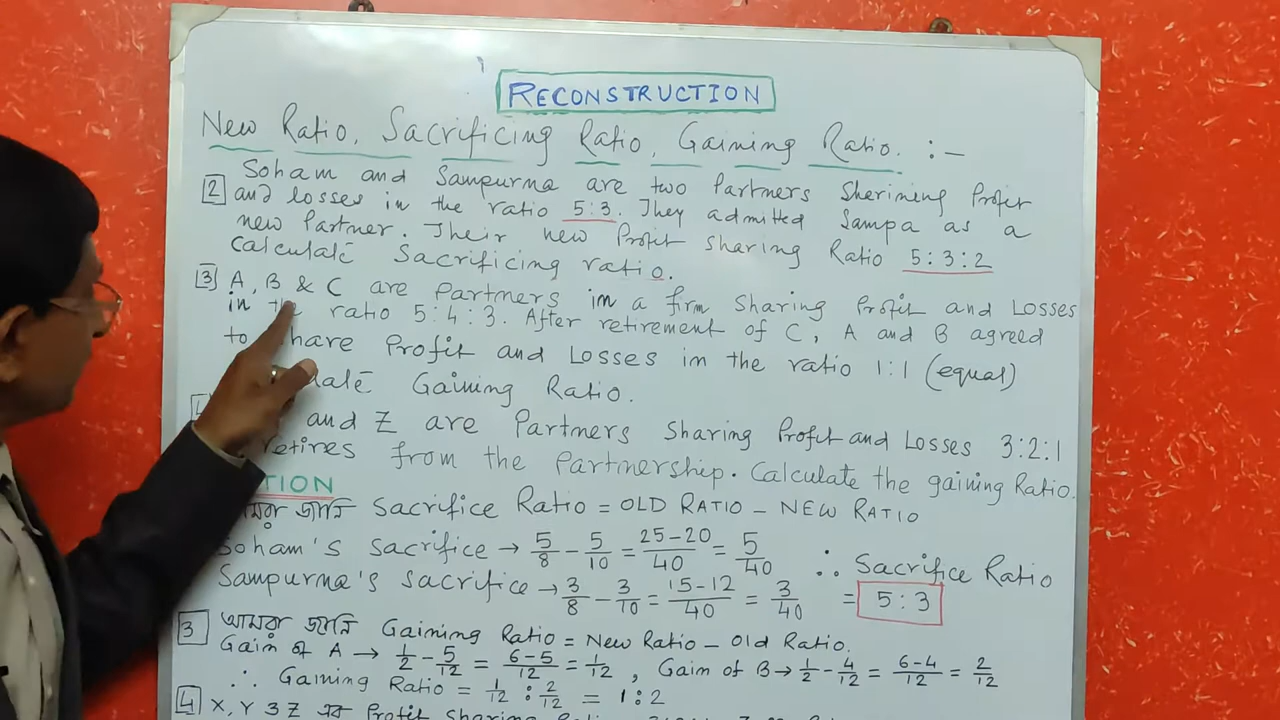 RECONSTRUCTION
New Ratio, Sacrificing Ratio, Gaining Ratio. :-
Soham and Sampurna are two Partners Sherining Profit
2 and losses in the ratio 5:3. They admitted Sampa as a
new Partner. Their new Profit Sharing Ratio 5:3:2
calculate Sacrificing ratio.
3 A, B & C are Partners in a firm Sharing Profit and Losses
in the ratio 5:4:3. After retirement of C, A and B agreed
to share Profit and Losses in the ratio 1:1 (equal)
Gaining Ratio.
and Z are Partners Sharing Profit and Losses 3:2:1
retires from the Partnership. Calculate the gaining Ratio.
TION
আমরা জানি Sacrifice Ratio = OLD RATIO - NEW RATIO
Soham's Sacrifice → 5/8 - 5/10 = 25-20/40 = 5/40 ∴ Sacrifice Ratio
Sampurna's Sacrifice → 3/8 - 3/10 = 15-12/40 = 3/40 = 5:3
3 আমরা জানি Gaining Ratio = New Ratio - Old Ratio.
Gain of A → 1/2 - 5/12 = 6-5/12 = 1/12 , Gain of B → 1/2 - 4/12 = 6-4/12 = 2/12
∴ Gaining Ratio = 1/12 : 2/12 = 1:2
4 X, Y ও Z এর Profit Sharing